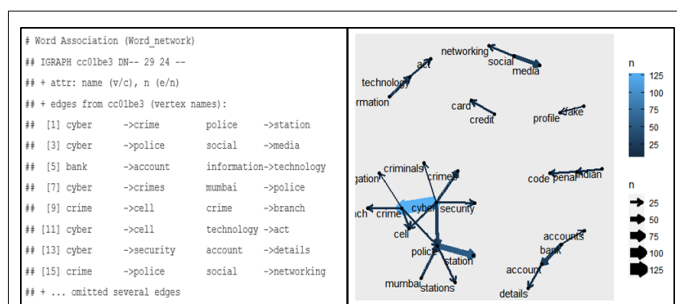 # Word Association (Word_network)
## IGRAPH cc01be3 DN-- 29 24 --
## + attr: name (v/c), n (e/n)
## + edges from cc01be3 (vertex names):
## [1] cyber ->crime police ->station
## [3] cyber ->police social ->media
## [5] bank ->account information->technology
## [7] cyber ->crimes mumbai ->police
## [9] crime ->cell crime ->branch
## [11] cyber ->cell technology ->act
## [13] cyber ->security account ->details
## [15] crime ->police social ->networking
## + ... omitted several edges
networking
act
social
media
technology
rmation
card
credit
fake
profile
criminals
crimes
gation
code penal indian
ch crime
cyber security
cell
accounts
police
bank
station
account
mumbai stations
details
n
125
100
75
50
25
n
25
50
75
100
125